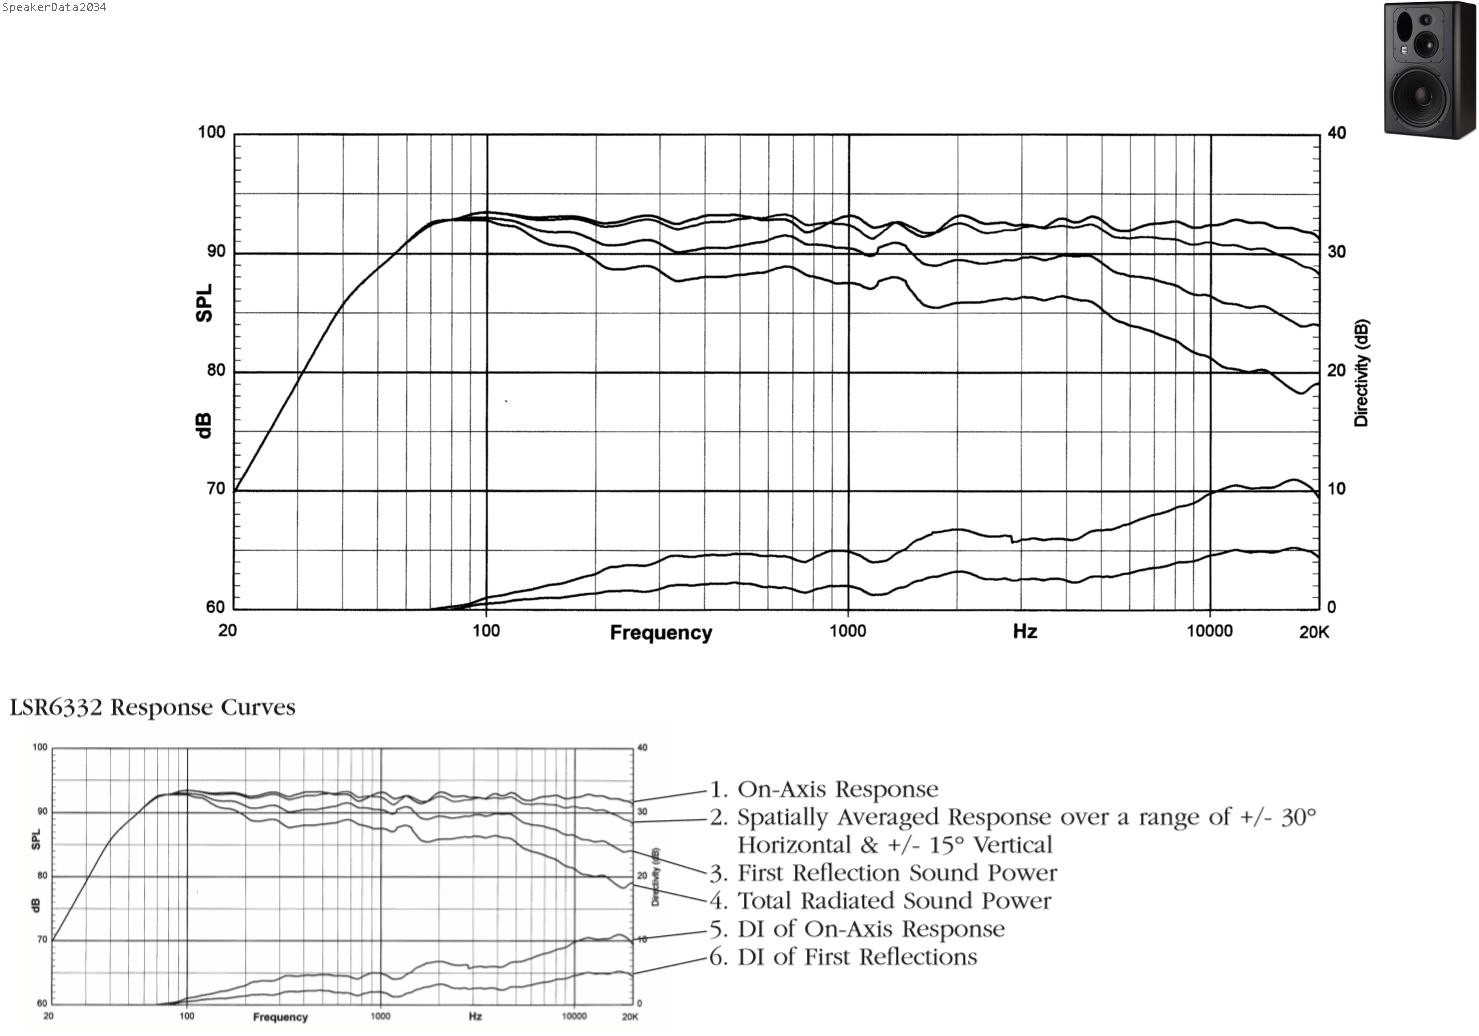 SpeakerData2034
100
90
80
70
60
SPL
dB
40
30
20
10
0
Directivity (dB)
20
100
Frequency
1000
Hz
10000
20K
LSR6332 Response Curves
100
90
80
70
60
SPL
dB
40
30
20
10
0
Directivity (dB)
20
100
Frequency
1000
Hz
10000
20K
1. On-Axis Response
2. Spatially Averaged Response over a range of +/- 30°
Horizontal & +/- 15° Vertical
3. First Reflection Sound Power
4. Total Radiated Sound Power
5. DI of On-Axis Response
6. DI of First Reflections